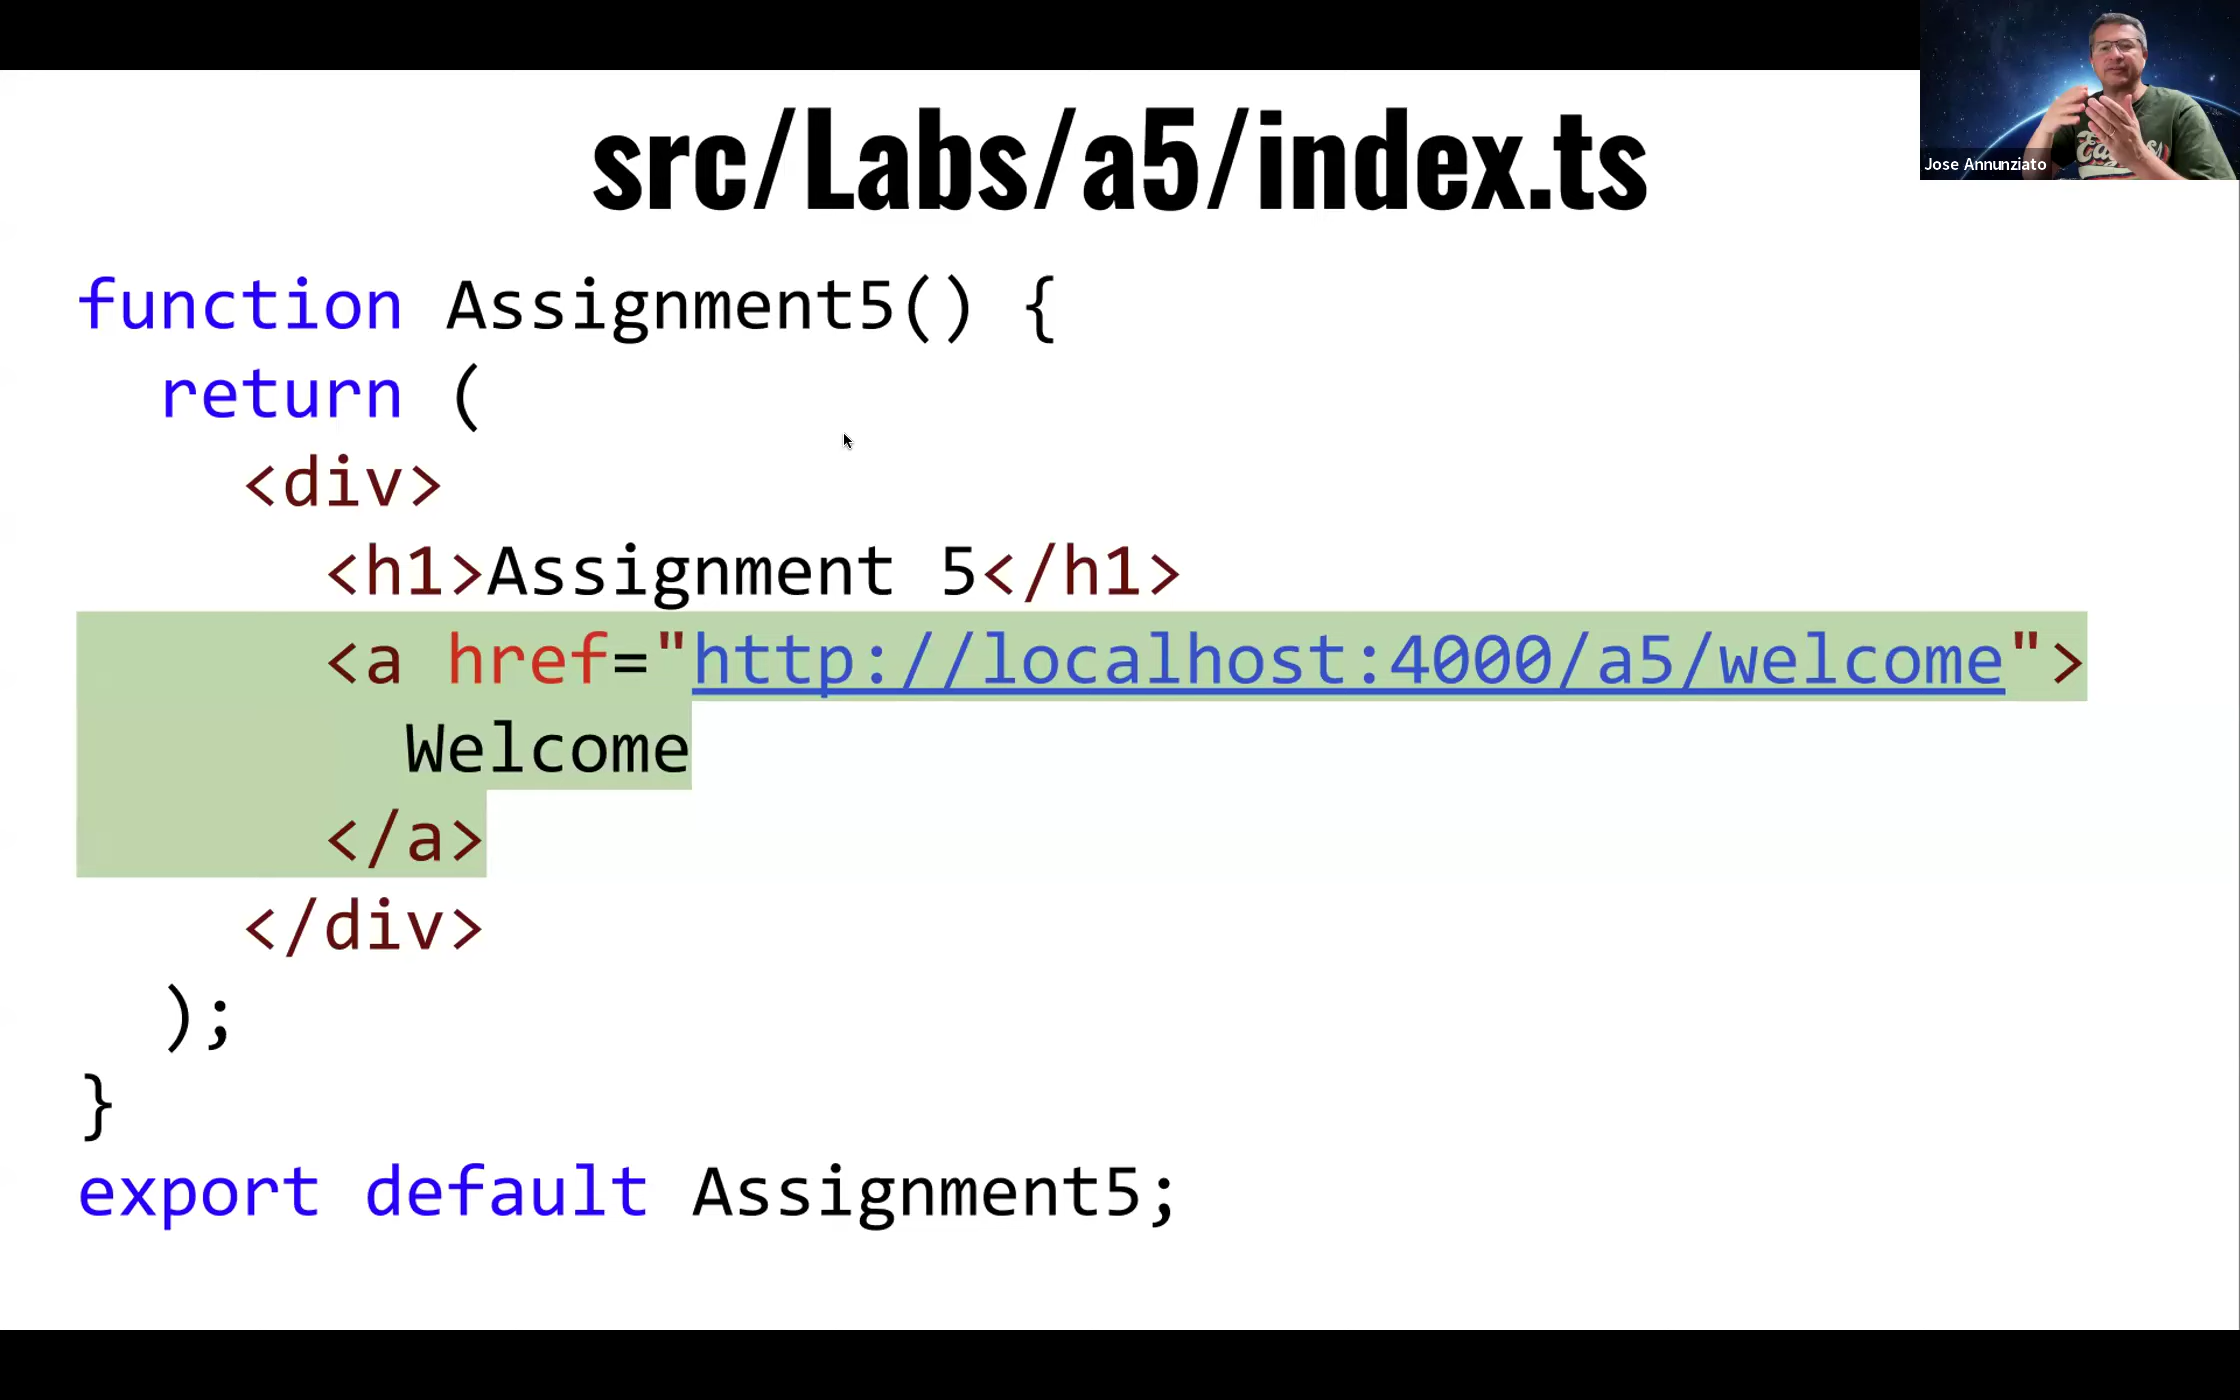 src/Labs/a5/index.ts
Jose Annunziato
function Assignment5() {
  return (
    <div>
      <h1>Assignment 5</h1>
      <a href="http://localhost:4000/a5/welcome">
        Welcome
      </a>
    </div>
  );
}
export default Assignment5;